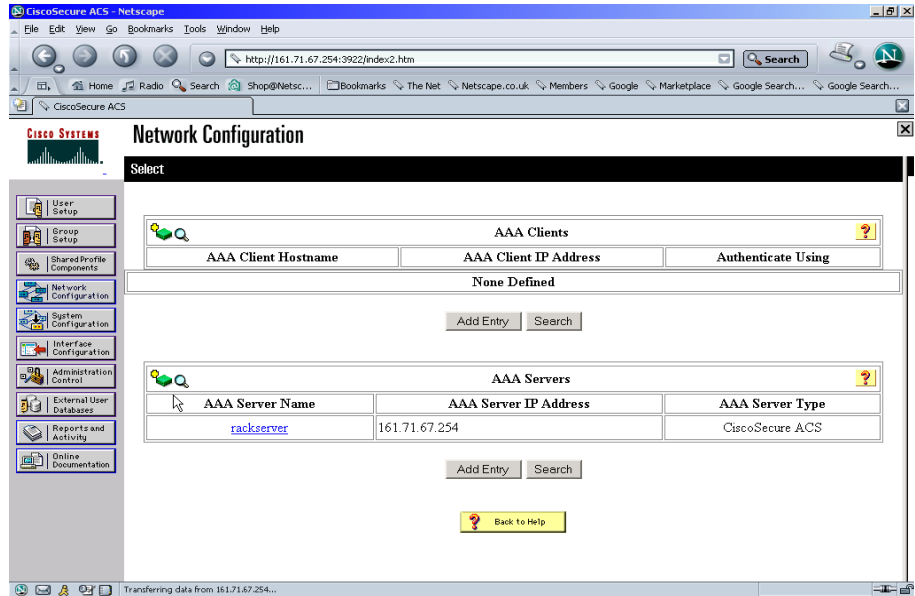 CiscoSecure ACS - Netscape
File Edit View Go Bookmarks Tools Window Help
http://161.71.67.254:3922/index2.htm
Search
N
Home Radio Search Shop@Netsc... Bookmarks The Net Netscape.co.uk Members Google Marketplace Google Search... Google Search...
CiscoSecure ACS
CISCO SYSTEMS
Network Configuration
Select
User Setup
Group Setup
Shared Profile Components
Network Configuration
System Configuration
Interface Configuration
Administration Control
External User Databases
Reports and Activity
Online Documentation
AAA Clients
?
AAA Client Hostname AAA Client IP Address Authenticate Using
None Defined
Add Entry Search
AAA Servers
?
AAA Server Name AAA Server IP Address AAA Server Type
rackserver 161.71.67.254 CiscoSecure ACS
Add Entry Search
? Back to Help
Transferring data from 161.71.67.254...